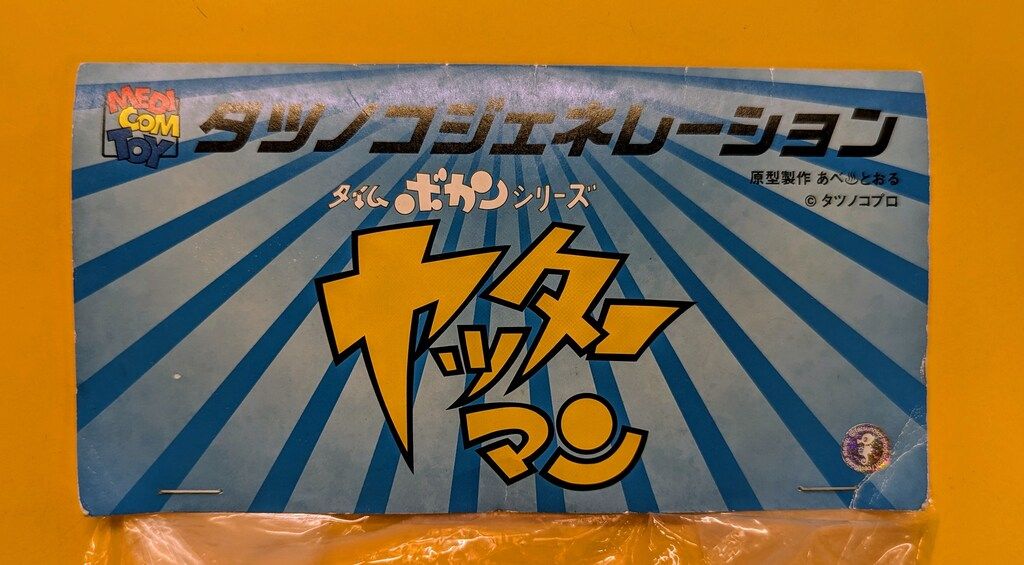 MEDI
COM
TOY
タツノコジェネレーション
原型製作 あべ♨とおる
© タツノコプロ
タイムボカンシリーズ
ヤッター
マン